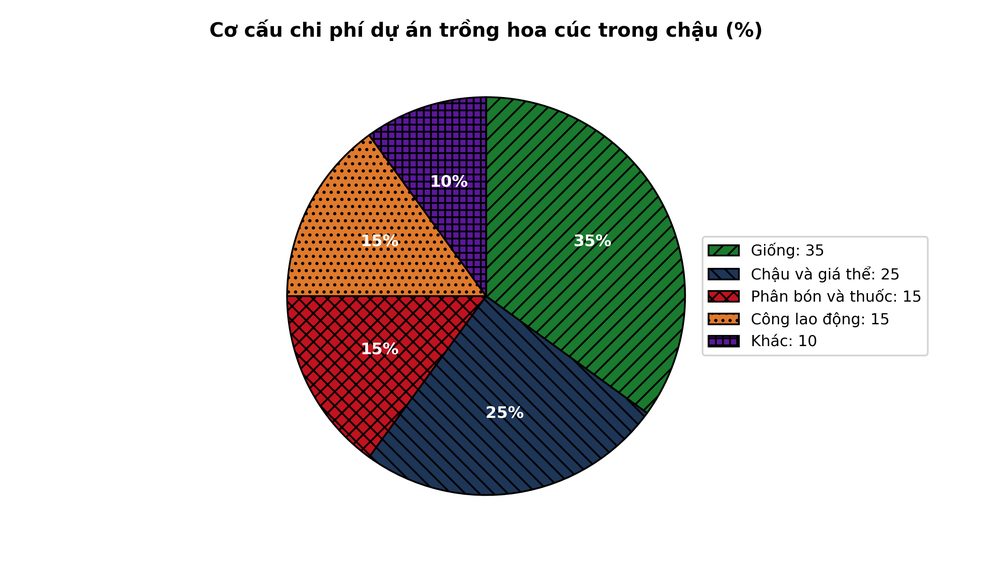 Cơ cấu chi phí dự án trồng hoa cúc trong chậu (%)
10%
35%
15%
15%
25%
Giống: 35
Chậu và giá thể: 25
Phân bón và thuốc: 15
Công lao động: 15
Khác: 10